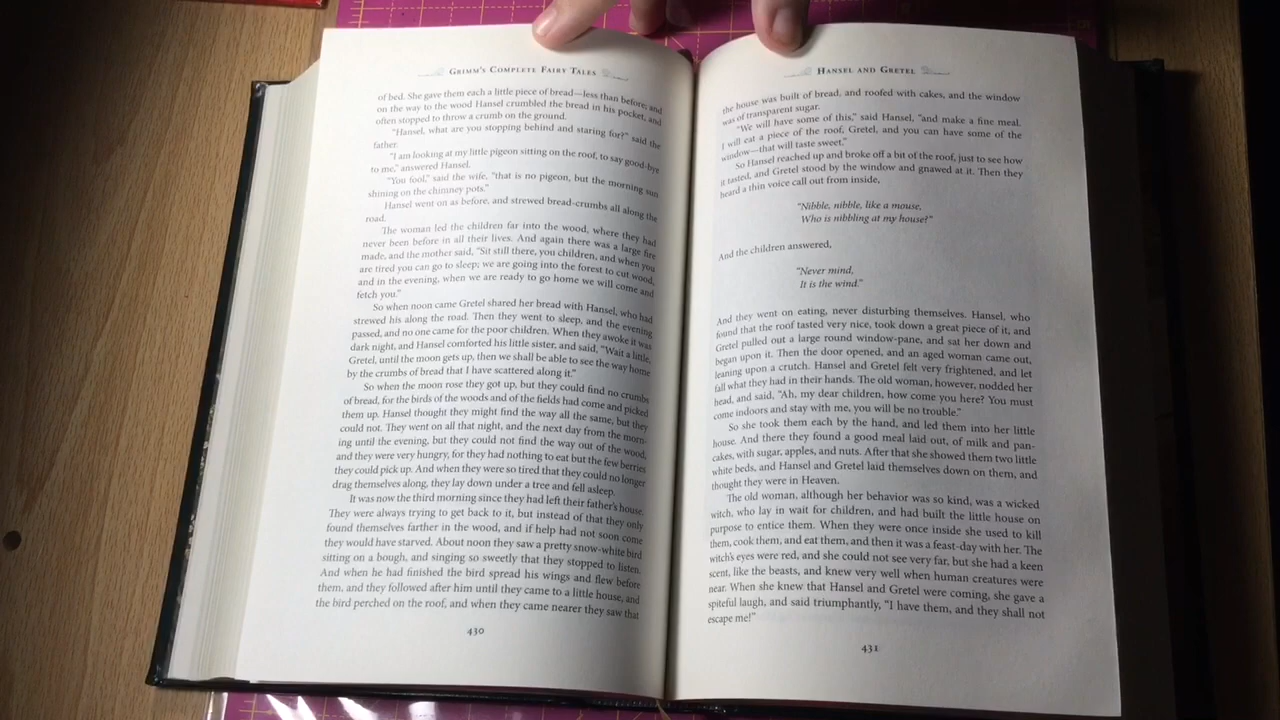 GRIMM'S COMPLETE FAIRY TALES
of bed. She gave them each a little piece of bread—less than before; and
on the way to the wood Hansel crumbled the bread in his pocket, and
often stopped to throw a crumb on the ground.
"Hansel, what are you stopping behind and staring for?" said the
father.
"I am looking at my little pigeon sitting on the roof, to say good-bye
to me," answered Hansel.
"You fool," said the wife, "that is no pigeon, but the morning sun
shining on the chimney pots."
Hansel went on as before, and strewed bread-crumbs all along the
road.
The woman led the children far into the wood, where they had
never been before in all their lives. And again there was a large fire
made, and the mother said, "Sit still there, you children, and when you
are tired you can go to sleep; we are going into the forest to cut wood,
and in the evening, when we are ready to go home we will come and
fetch you."
So when noon came Gretel shared her bread with Hansel, who had
strewed his along the road. Then they went to sleep, and the evening
passed, and no one came for the poor children. When they awoke it was
dark night, and Hansel comforted his little sister, and said, "Wait a little,
Gretel, until the moon gets up, then we shall be able to see the way home
by the crumbs of bread that I have scattered along it."
So when the moon rose they got up, but they could find no crumbs
of bread, for the birds of the woods and of the fields had come and picked
them up. Hansel thought they might find the way all the same, but they
could not. They went on all that night, and the next day from the morn-
ing until the evening, but they could not find the way out of the wood,
and they were very hungry, for they had nothing to eat but the few berries
they could pick up. And when they were so tired that they could no longer
drag themselves along, they lay down under a tree and fell asleep.
It was now the third morning since they had left their father's house.
They were always trying to get back to it, but instead of that they only
found themselves farther in the wood, and if help had not soon come
they would have starved. About noon they saw a pretty snow-white bird
sitting on a bough, and singing so sweetly that they stopped to listen.
And when he had finished the bird spread his wings and flew before
them, and they followed after him until they came to a little house, and
the bird perched on the roof, and when they came nearer they saw that
430
HANSEL AND GRETEL
the house was built of bread, and roofed with cakes, and the window
was of transparent sugar.
"We will have some of this," said Hansel, "and make a fine meal.
I will eat a piece of the roof, Gretel, and you can have some of the
window—that will taste sweet."
So Hansel reached up and broke off a bit of the roof, just to see how
it tasted, and Gretel stood by the window and gnawed at it. Then they
heard a thin voice call out from inside,
"Nibble, nibble, like a mouse,
Who is nibbling at my house?"
And the children answered,
"Never mind,
It is the wind."
And they went on eating, never disturbing themselves. Hansel, who
found that the roof tasted very nice, took down a great piece of it, and
Gretel pulled out a large round window-pane, and sat her down and
began upon it. Then the door opened, and an aged woman came out,
leaning upon a crutch. Hansel and Gretel felt very frightened, and let
fall what they had in their hands. The old woman, however, nodded her
head, and said, "Ah, my dear children, how come you here? You must
come indoors and stay with me, you will be no trouble."
So she took them each by the hand, and led them into her little
house. And there they found a good meal laid out, of milk and pan-
cakes, with sugar, apples, and nuts. After that she showed them two little
white beds, and Hansel and Gretel laid themselves down on them, and
thought they were in Heaven.
The old woman, although her behavior was so kind, was a wicked
witch, who lay in wait for children, and had built the little house on
purpose to entice them. When they were once inside she used to kill
them, cook them, and eat them, and then it was a feast-day with her. The
witch's eyes were red, and she could not see very far, but she had a keen
scent, like the beasts, and knew very well when human creatures were
near. When she knew that Hansel and Gretel were coming, she gave a
spiteful laugh, and said triumphantly, "I have them, and they shall not
escape me!"
431